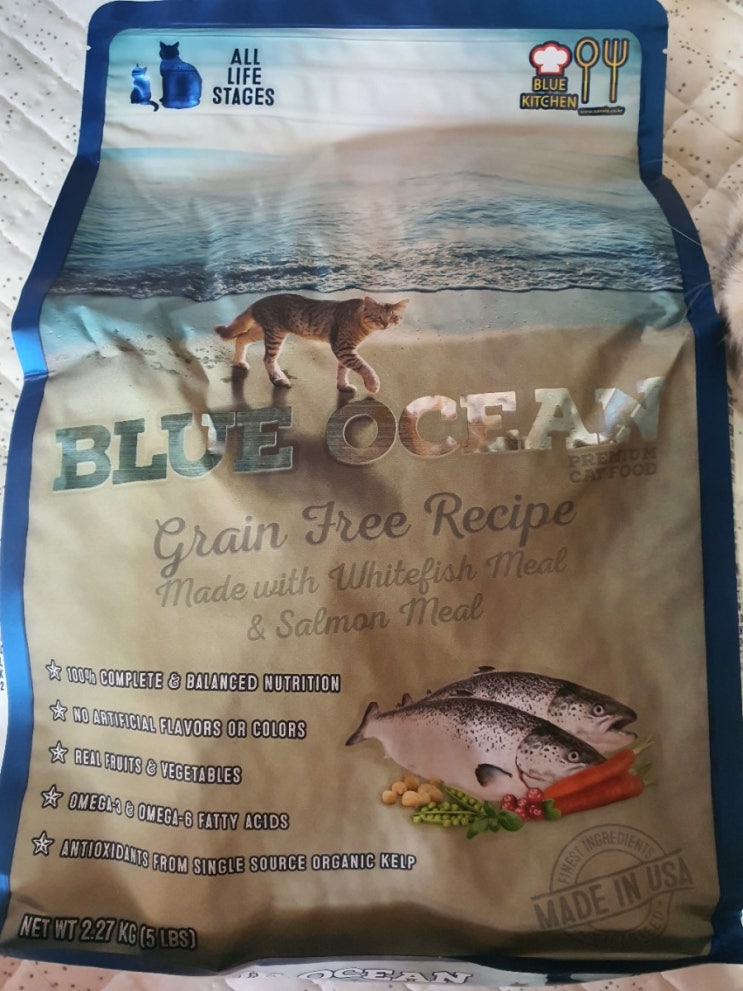 ALL
LIFE
STAGES
BLUE
KITCHEN
BLUE OCEAN
PREMIUM
CAT FOOD
Grain Free Recipe
Made with Whitefish Meal
& Salmon Meal
100% COMPLETE & BALANCED NUTRITION
NO ARTIFICIAL FLAVORS OR COLORS
REAL FRUITS & VEGETABLES
OMEGA-3 & OMEGA-6 FATTY ACIDS
ANTIOXIDANTS FROM SINGLE SOURCE ORGANIC KELP
FINEST INGREDIENTS
MADE IN USA
NET WT 2.27 KG (5 LBS)
OCEAN